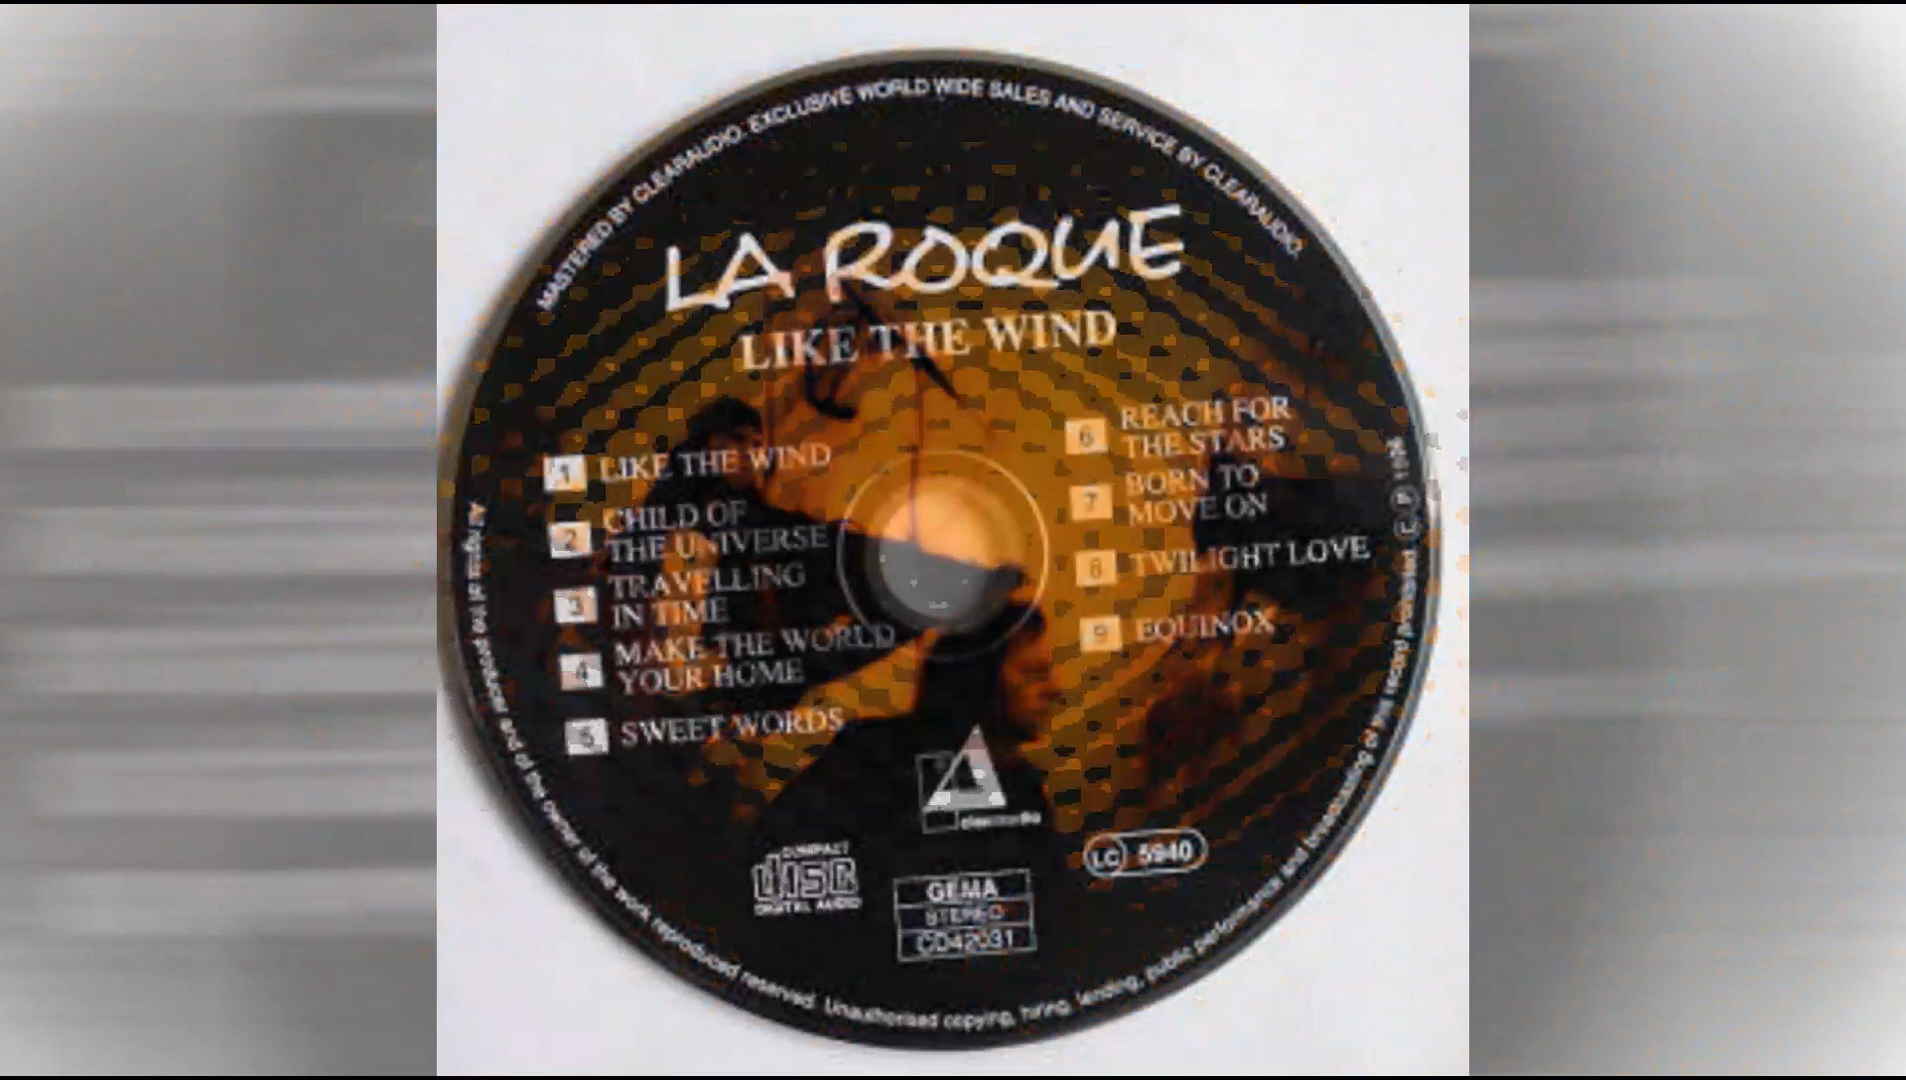 MASTERED BY CLEARAUDIO. EXCLUSIVE WORLD WIDE SALES AND SERVICE BY CLEARAUDIO.
LA ROQUE
LIKE THE WIND
1 LIKE THE WIND
2 CHILD OF
THE UNIVERSE
3 TRAVELLING
IN TIME
4 MAKE THE WORLD
YOUR HOME
5 SWEET WORDS
6 REACH FOR
THE STARS
7 BORN TO
MOVE ON
8 TWILIGHT LOVE
9 EQUINOX
clearaudio
COMPACT
disc
DIGITAL AUDIO
GEMA
STEREO
CD42031
LC 5940
All rights of the producer and of the owner of the work reproduced reserved. Unauthorised copying, hiring, lending, public performance and broadcasting of this record prohibited. C P